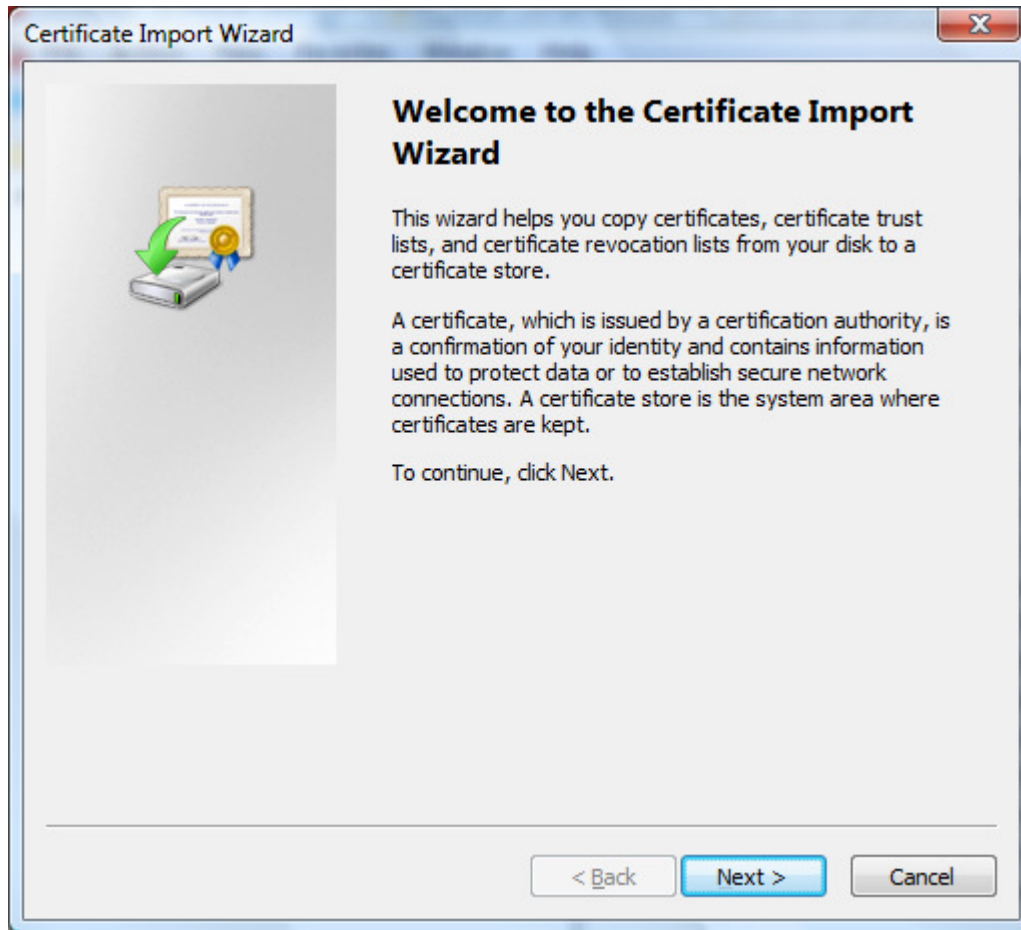 Certificate Import Wizard
Welcome to the Certificate Import
Wizard
This wizard helps you copy certificates, certificate trust
lists, and certificate revocation lists from your disk to a
certificate store.
A certificate, which is issued by a certification authority, is
a confirmation of your identity and contains information
used to protect data or to establish secure network
connections. A certificate store is the system area where
certificates are kept.
To continue, click Next.
< Back Next > Cancel